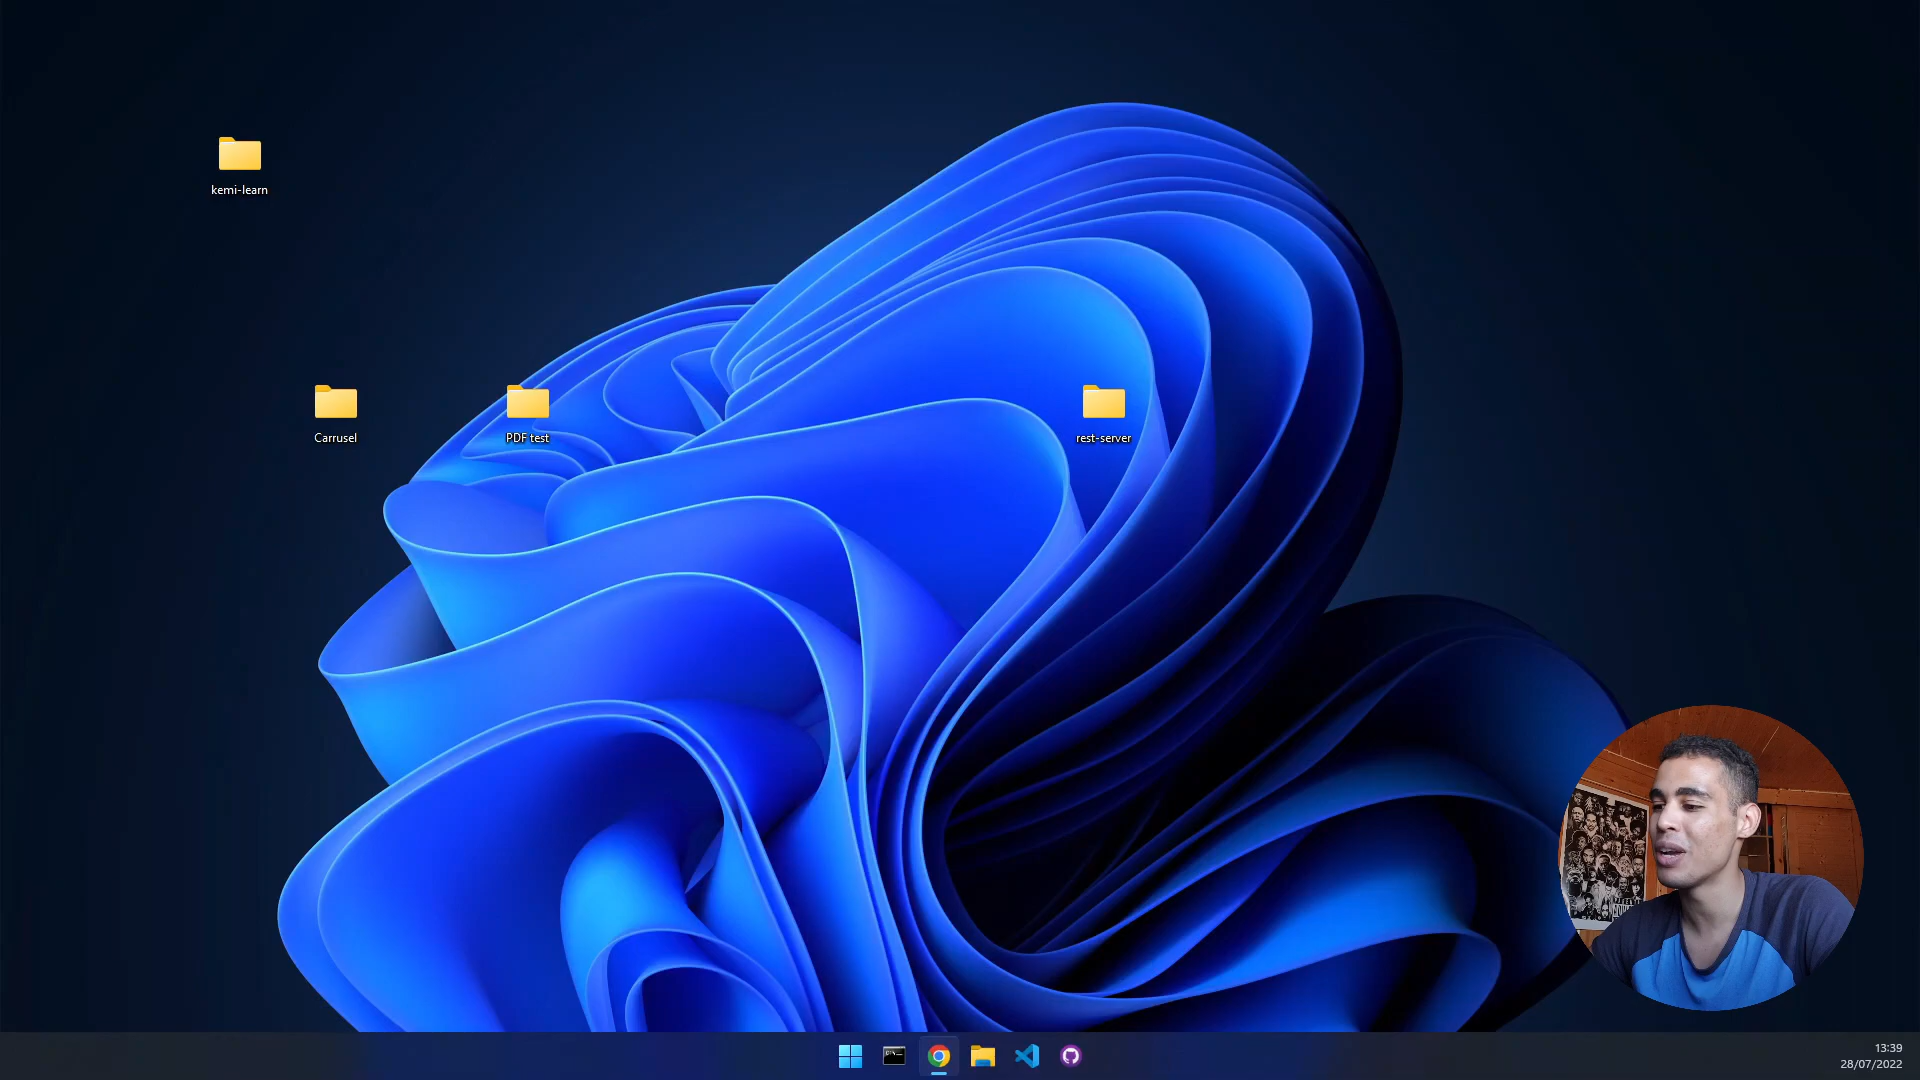 kemi-learn
Carrusel
PDF test
rest-server
13:39
28/07/2022